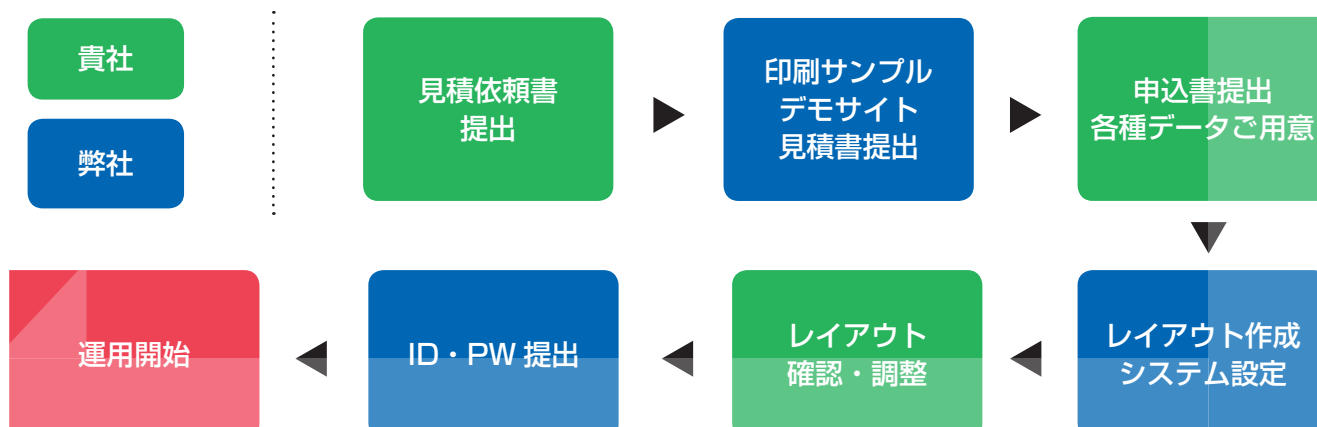 貴社
弊社
見積依頼書
提出
印刷サンプル
デモサイト
見積書提出
申込書提出
各種データご用意
レイアウト作成
システム設定
レイアウト
確認・調整
ID・PW 提出
運用開始